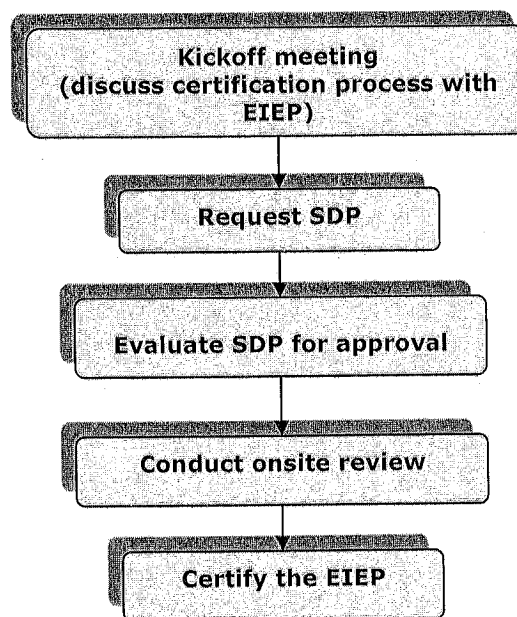 Kickoff meeting
(discuss certification process with
EIEP)
Request SDP
Evaluate SDP for approval
Conduct onsite review
Certify the EIEP